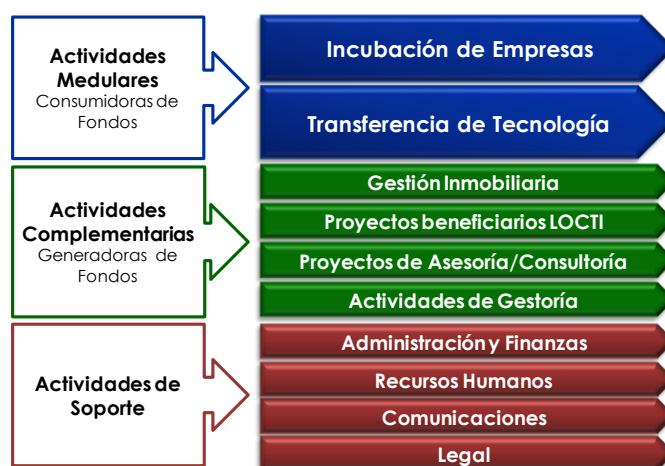 Actividades
Medulares
Consumidoras de
Fondos
Incubación de Empresas
Transferencia de Tecnología
Actividades
Complementarias
Generadoras de
Fondos
Gestión Inmobiliaria
Proyectos beneficiarios LOCTI
Proyectos de Asesoría/Consultoría
Actividades de Gestoría
Actividades de
Soporte
Administración y Finanzas
Recursos Humanos
Comunicaciones
Legal